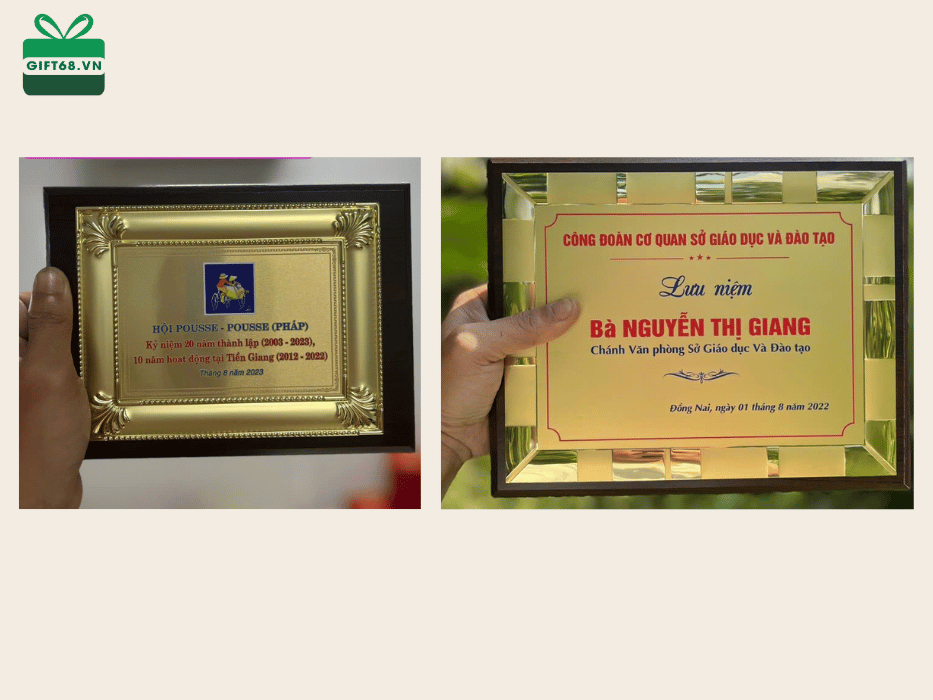 GIFT68.VN
HỘI POUSSE - POUSSE (PHÁP)
Kỷ niệm 20 năm thành lập (2003 - 2023),
10 năm hoạt động tại Tiền Giang (2012 - 2022)
Tháng 8 năm 2023
CÔNG ĐOÀN CƠ QUAN SỞ GIÁO DỤC VÀ ĐÀO TẠO
Lưu niệm
Bà NGUYỄN THỊ GIANG
Chánh Văn phòng Sở Giáo dục Và Đào tạo
Đồng Nai, ngày 01 tháng 8 năm 2022